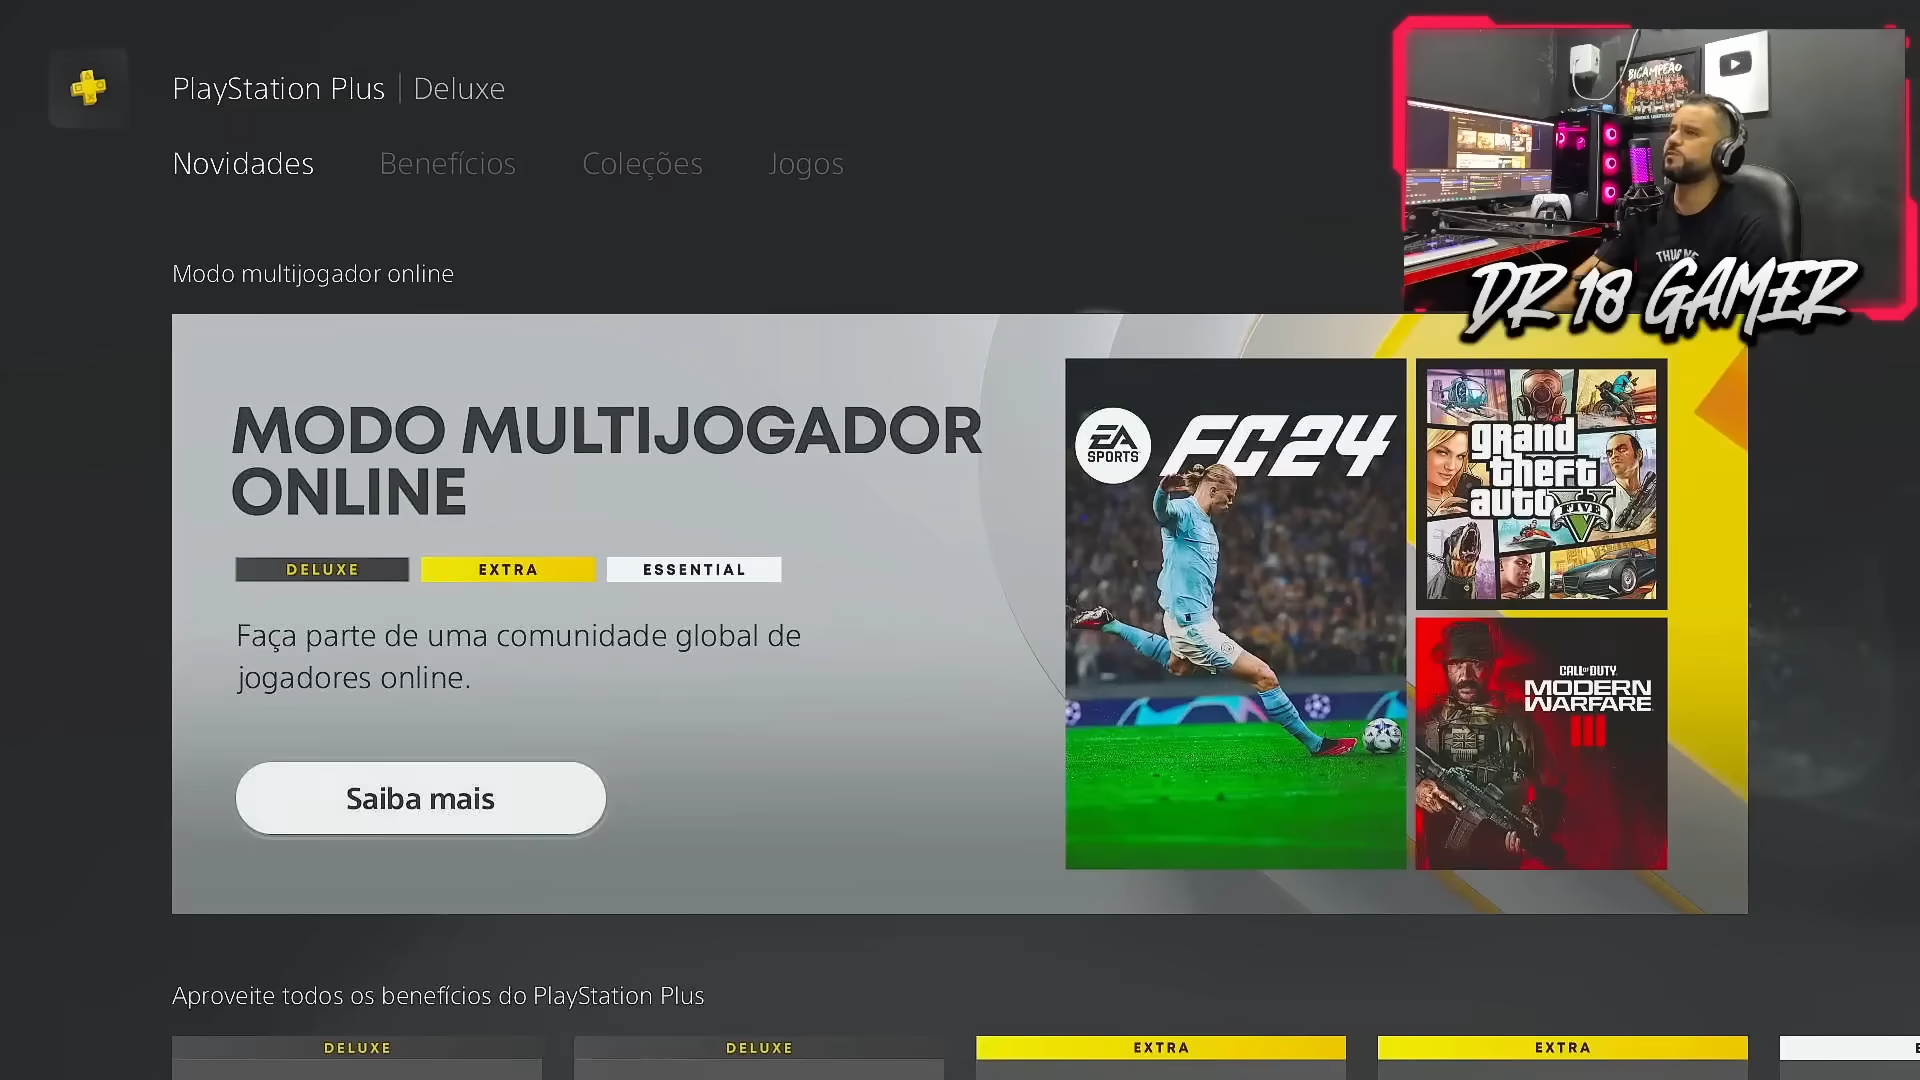 PlayStation Plus | Deluxe
Novidades
Benefícios
Coleções
Jogos
BICAMPEÃO
THUG
DR 18 GAMER
Modo multijogador online
MODO MULTIJOGADOR
ONLINE
DELUXE
EXTRA
ESSENTIAL
Faça parte de uma comunidade global de
jogadores online.
Saiba mais
EA
SPORTS
FC24
grand
theft
auto
FIVE
CALL OF DUTY
MODERN
WARFARE
III
Aproveite todos os benefícios do PlayStation Plus
DELUXE
DELUXE
EXTRA
EXTRA